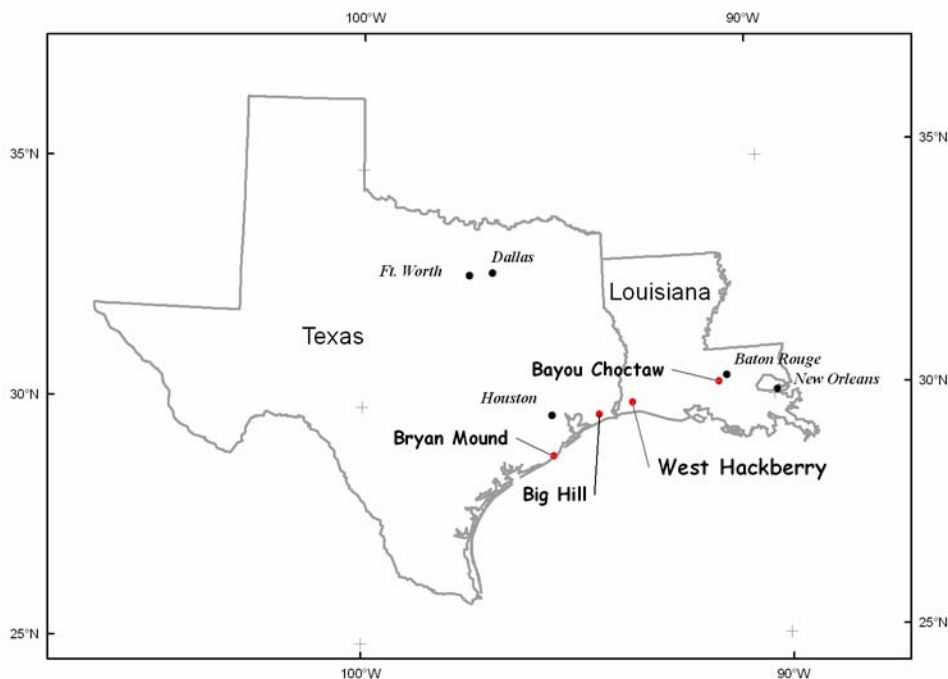 100°W
90°W
35°N
35°N
Dallas
Ft. Worth
Louisiana
Texas
Baton Rouge
Bayou Choctaw
New Orleans
30°N
30°N
Houston
Bryan Mound
West Hackberry
Big Hill
25°N
25°N
100°W
90°W